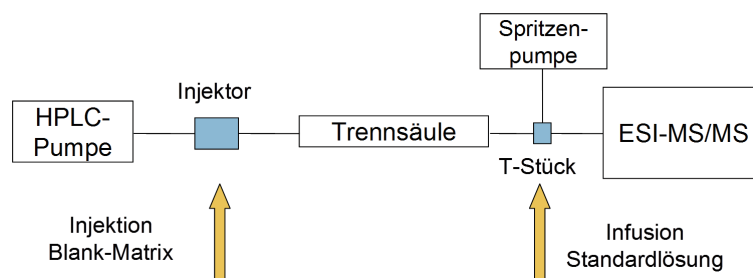 Spritzen-
pumpe
Injektor
HPLC-
Pumpe
Trennsäule
ESI-MS/MS
T-Stück
Injektion
Blank-Matrix
Infusion
Standardlösung